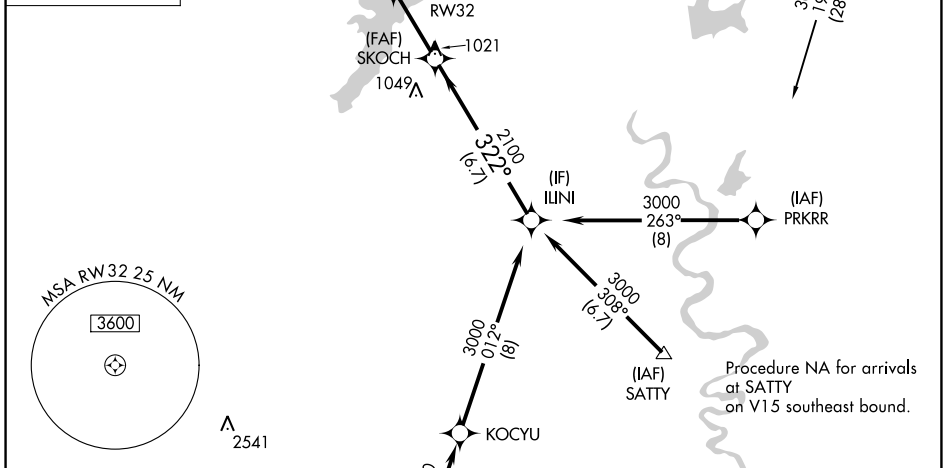 RW32
(FAF)
SKOCH
1021
1049
2100
322°
(6.7)
(IF)
ILINI
3000
263°
(8)
(IAF)
PRKRR
MSA RW32 25 NM
3600
3000
012°
(8)
3000
308°
(6.7)
(IAF)
SATTY
Procedure NA for arrivals
at SATTY
on V15 southeast bound.
2541
KOCYU